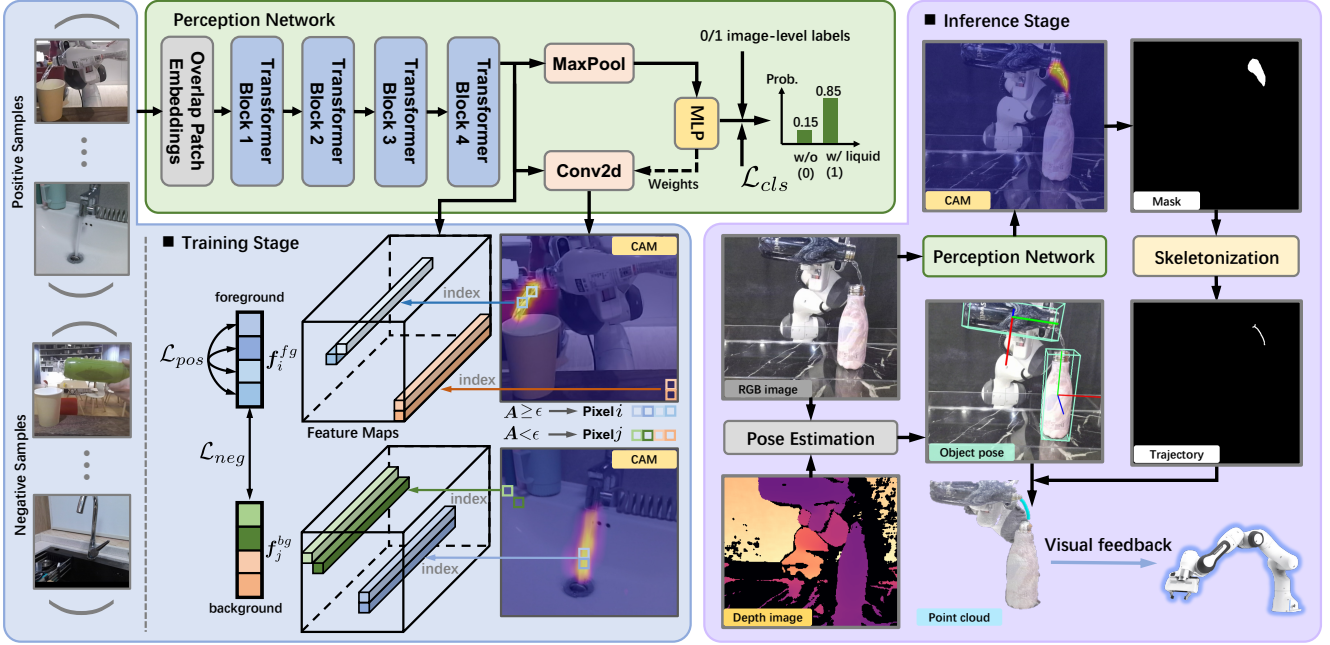 Positive Samples
Negative Samples
Perception Network
Overlap Patch
Embeddings
Transformer
Block 1
Transformer
Block 2
Transformer
Block 3
Transformer
Block 4
MaxPool
Conv2d
MLP
Weights
0/1 image-level labels
Prob.
0.15
0.85
w/o
(0)
w/ liquid
(1)
ℒcls
■ Training Stage
foreground
ℒpos
f_i^{fg}
ℒneg
f_j^{bg}
background
Feature Maps
index
index
CAM
A≥ϵ → Pixel i
A<ϵ → Pixel j
CAM
index
index
■ Inference Stage
CAM
Mask
Perception Network
Skeletonization
RGB image
Pose Estimation
Object pose
Trajectory
Depth image
Point cloud
Visual feedback